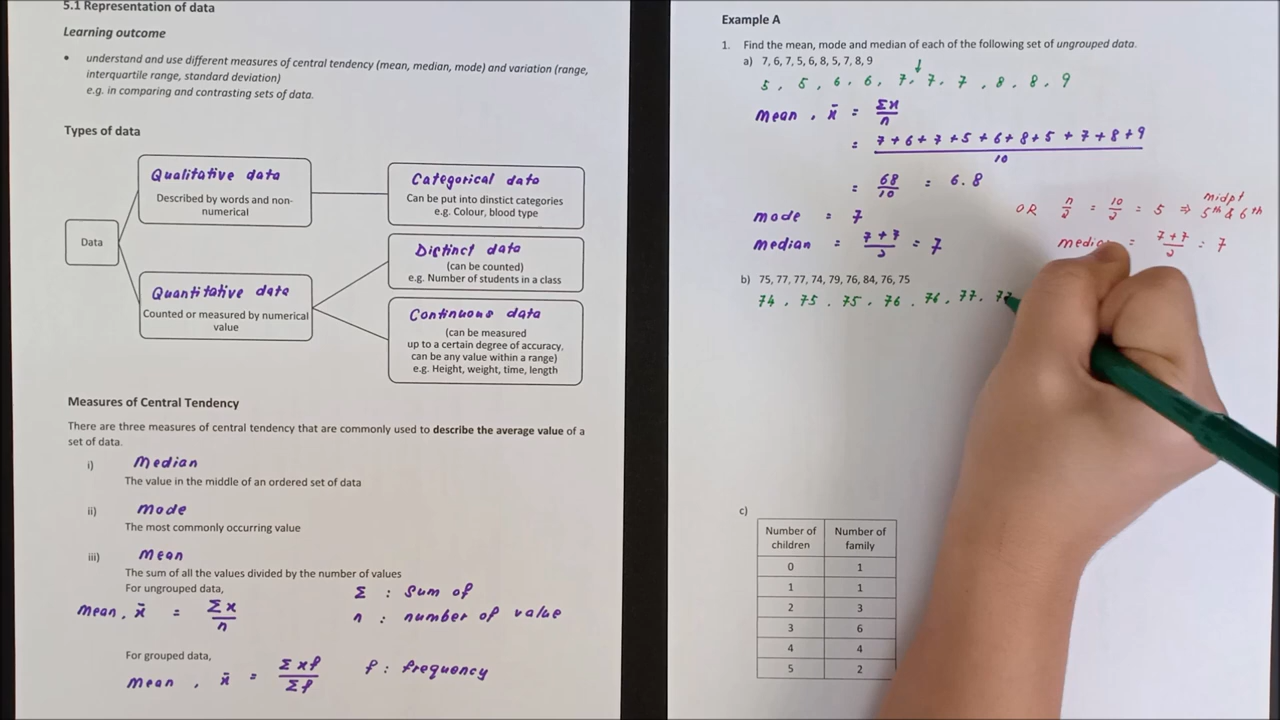 5.1 Representation of data
Learning outcome
• understand and use different measures of central tendency (mean, median, mode) and variation (range,
interquartile range, standard deviation)
e.g. in comparing and contrasting sets of data.
Types of data
Data
Qualitative data
Described by words and non-
numerical
Categorical data
Can be put into dinstict categories
e.g. Colour, blood type
Quantitative data
Counted or measured by numerical
value
Distinct data
(can be counted)
e.g. Number of students in a class
Continuous data
(can be measured
up to a certain degree of accuracy,
can be any value within a range)
e.g. Height, weight, time, length
Measures of Central Tendency
There are three measures of central tendency that are commonly used to describe the average value of a
set of data.
i) Median
The value in the middle of an ordered set of data
ii) mode
The most commonly occurring value
iii) Mean
The sum of all the values divided by the number of values
For ungrouped data,
mean, x̄ = Σx/n
Σ : sum of
n : number of value
For grouped data,
mean, x̄ = Σxf/Σf
f : frequency
Example A
1. Find the mean, mode and median of each of the following set of ungrouped data.
a) 7, 6, 7, 5, 6, 8, 5, 7, 8, 9
5, 5, 6, 6, 7, 7, 7, 8, 8, 9
mean, x̄ = Σx/n
= 7+6+7+5+6+8+5+7+8+9/10
= 68/10 = 6.8
mode = 7
median = 7+7/2 = 7
OR n/2 = 10/2 = 5 ⇒ midpt 5th & 6th
= 7+7/2 = 7
b) 75, 77, 77, 74, 79, 76, 84, 76, 75
74, 75, 75, 76, 76, 77, 77
c)
Number of children Number of family
0 1
1 1
2 3
3 6
4 4
5 2